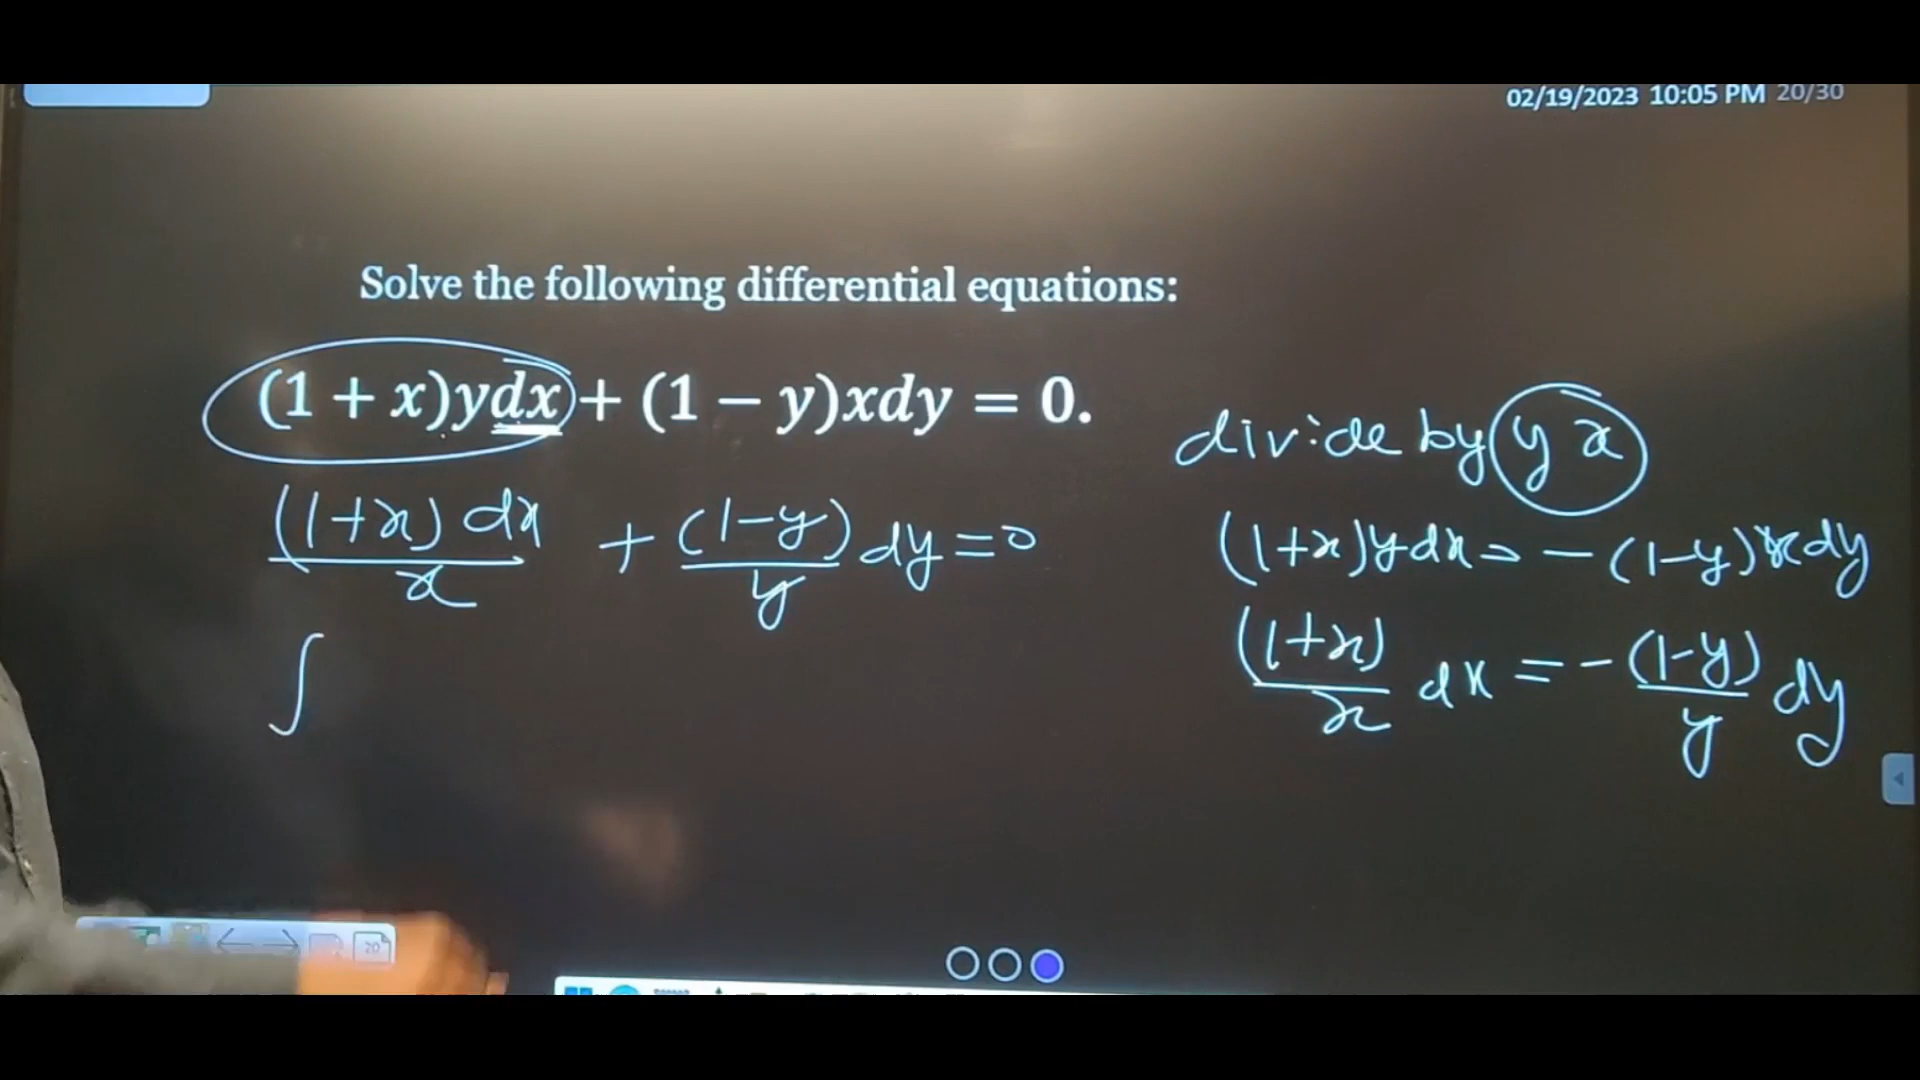 02/19/2023 10:05 PM 20/30
Solve the following differential equations:
(1 + x)ydx + (1 − y)xdy = 0.
divide by y x
(1+x) dx / x + (1-y) / y dy = 0
(1+x)ydx = -(1-y)xdy
∫
(1+x) / x dx = - (1-y) / y dy
20